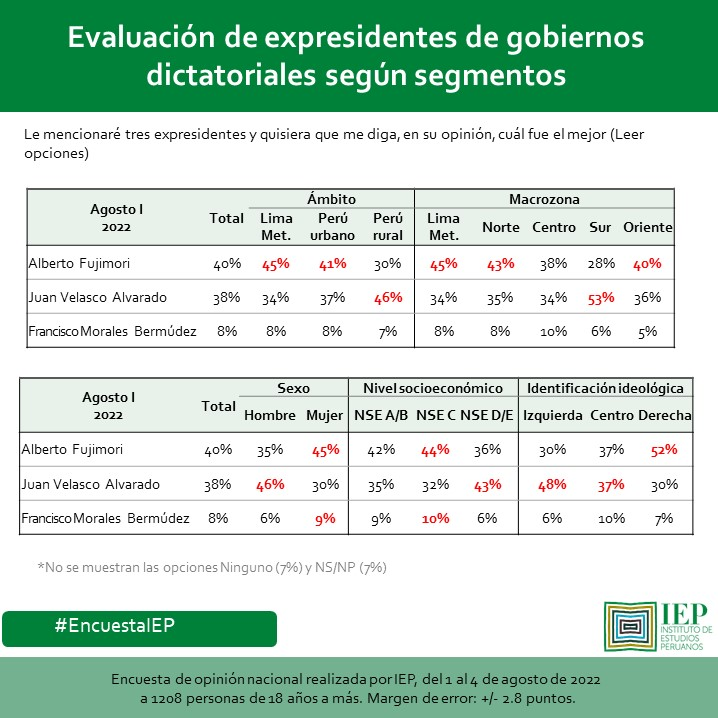 Evaluación de expresidentes de gobiernos
dictatoriales según segmentos
Le mencionaré tres expresidentes y quisiera que me diga, en su opinión, cuál fue el mejor (Leer
opciones)
Agosto I 2022 Total Ámbito Macrozona
Lima Met. Perú urbano Perú rural Lima Met. Norte Centro Sur Oriente
Alberto Fujimori 40% 45% 41% 30% 45% 43% 38% 28% 40%
Juan Velasco Alvarado 38% 34% 37% 46% 34% 35% 34% 53% 36%
Francisco Morales Bermúdez 8% 8% 8% 7% 8% 8% 10% 6% 5%
Agosto I 2022 Total Sexo Nivel socioeconómico Identificación ideológica
Hombre Mujer NSE A/B NSE C NSE D/E Izquierda Centro Derecha
Alberto Fujimori 40% 35% 45% 42% 44% 36% 30% 37% 52%
Juan Velasco Alvarado 38% 46% 30% 35% 32% 43% 48% 37% 30%
Francisco Morales Bermúdez 8% 6% 9% 9% 10% 6% 6% 10% 7%
*No se muestran las opciones Ninguno (7%) y NS/NP (7%)
#EncuestaIEP
IEP
INSTITUTO DE
ESTUDIOS
PERUANOS
Encuesta de opinión nacional realizada por IEP, del 1 al 4 de agosto de 2022
a 1208 personas de 18 años a más. Margen de error: +/- 2.8 puntos.